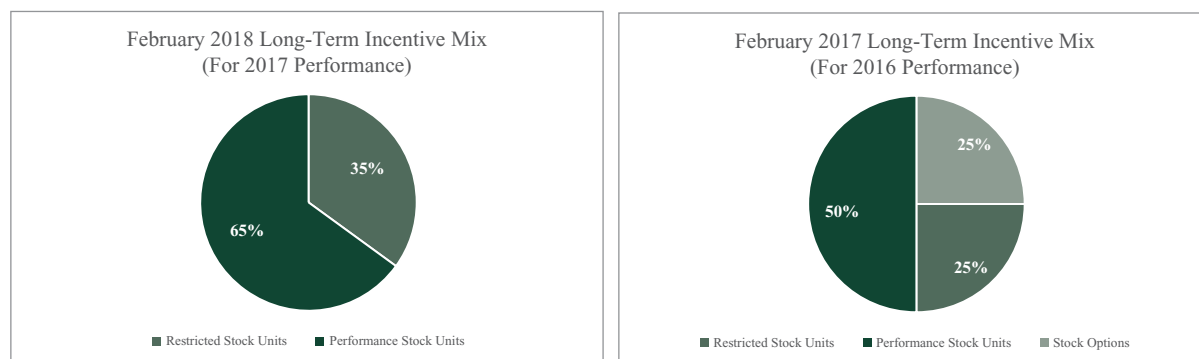 February 2018 Long-Term Incentive Mix
(For 2017 Performance)
35%
65%
Restricted Stock Units
Performance Stock Units
February 2017 Long-Term Incentive Mix
(For 2016 Performance)
25%
50%
25%
Restricted Stock Units
Performance Stock Units
Stock Options